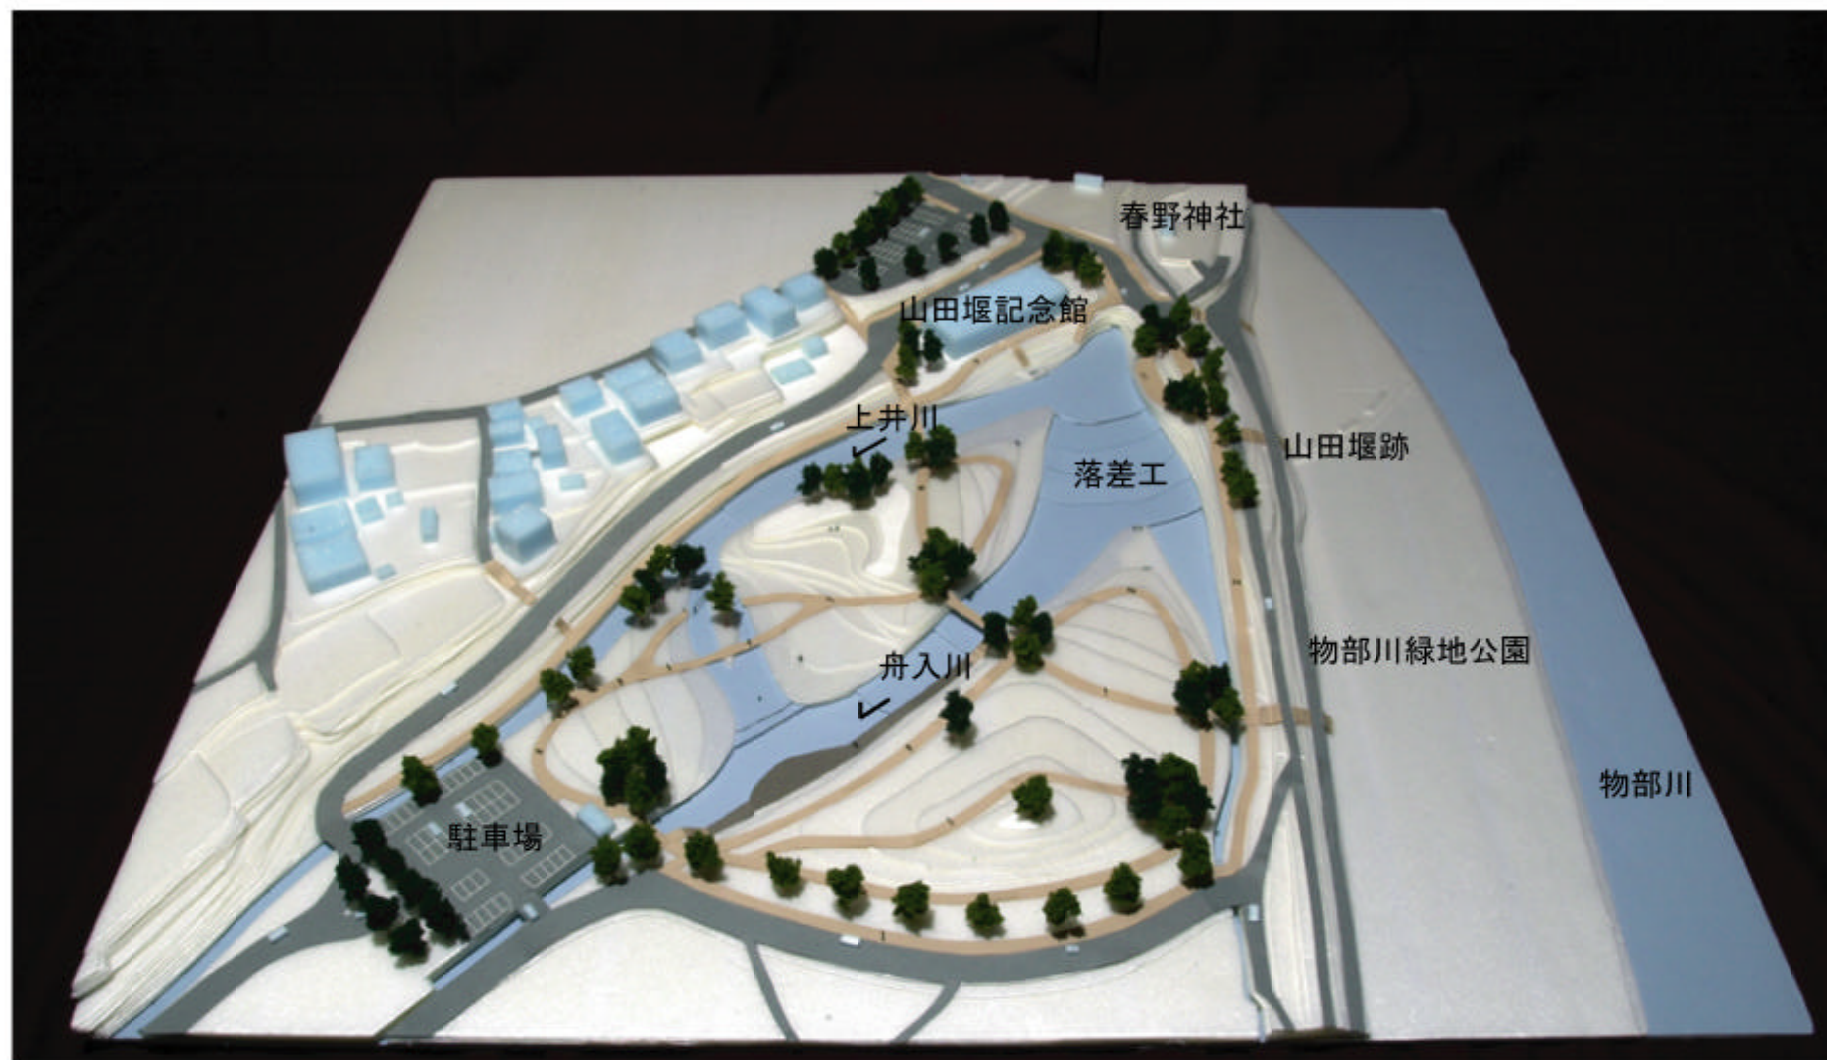 春野神社
山田堰記念館
上井川
山田堰跡
落差工
物部川緑地公園
舟入川
物部川
駐車場